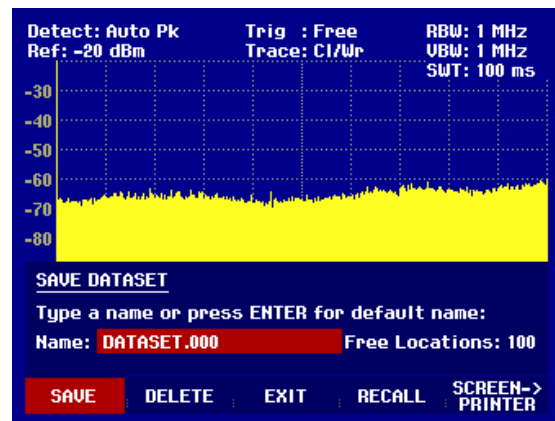 Detect: Auto Pk Trig : Free RBW: 1 MHz
Ref: -20 dBm Trace: Cl/Wr VBW: 1 MHz
SWT: 100 ms
-30
-40
-50
-60
-70
-80
SAVE DATASET
Type a name or press ENTER for default name:
Name: DATASET.000 Free Locations: 100
SAVE DELETE EXIT RECALL SCREEN->
PRINTER